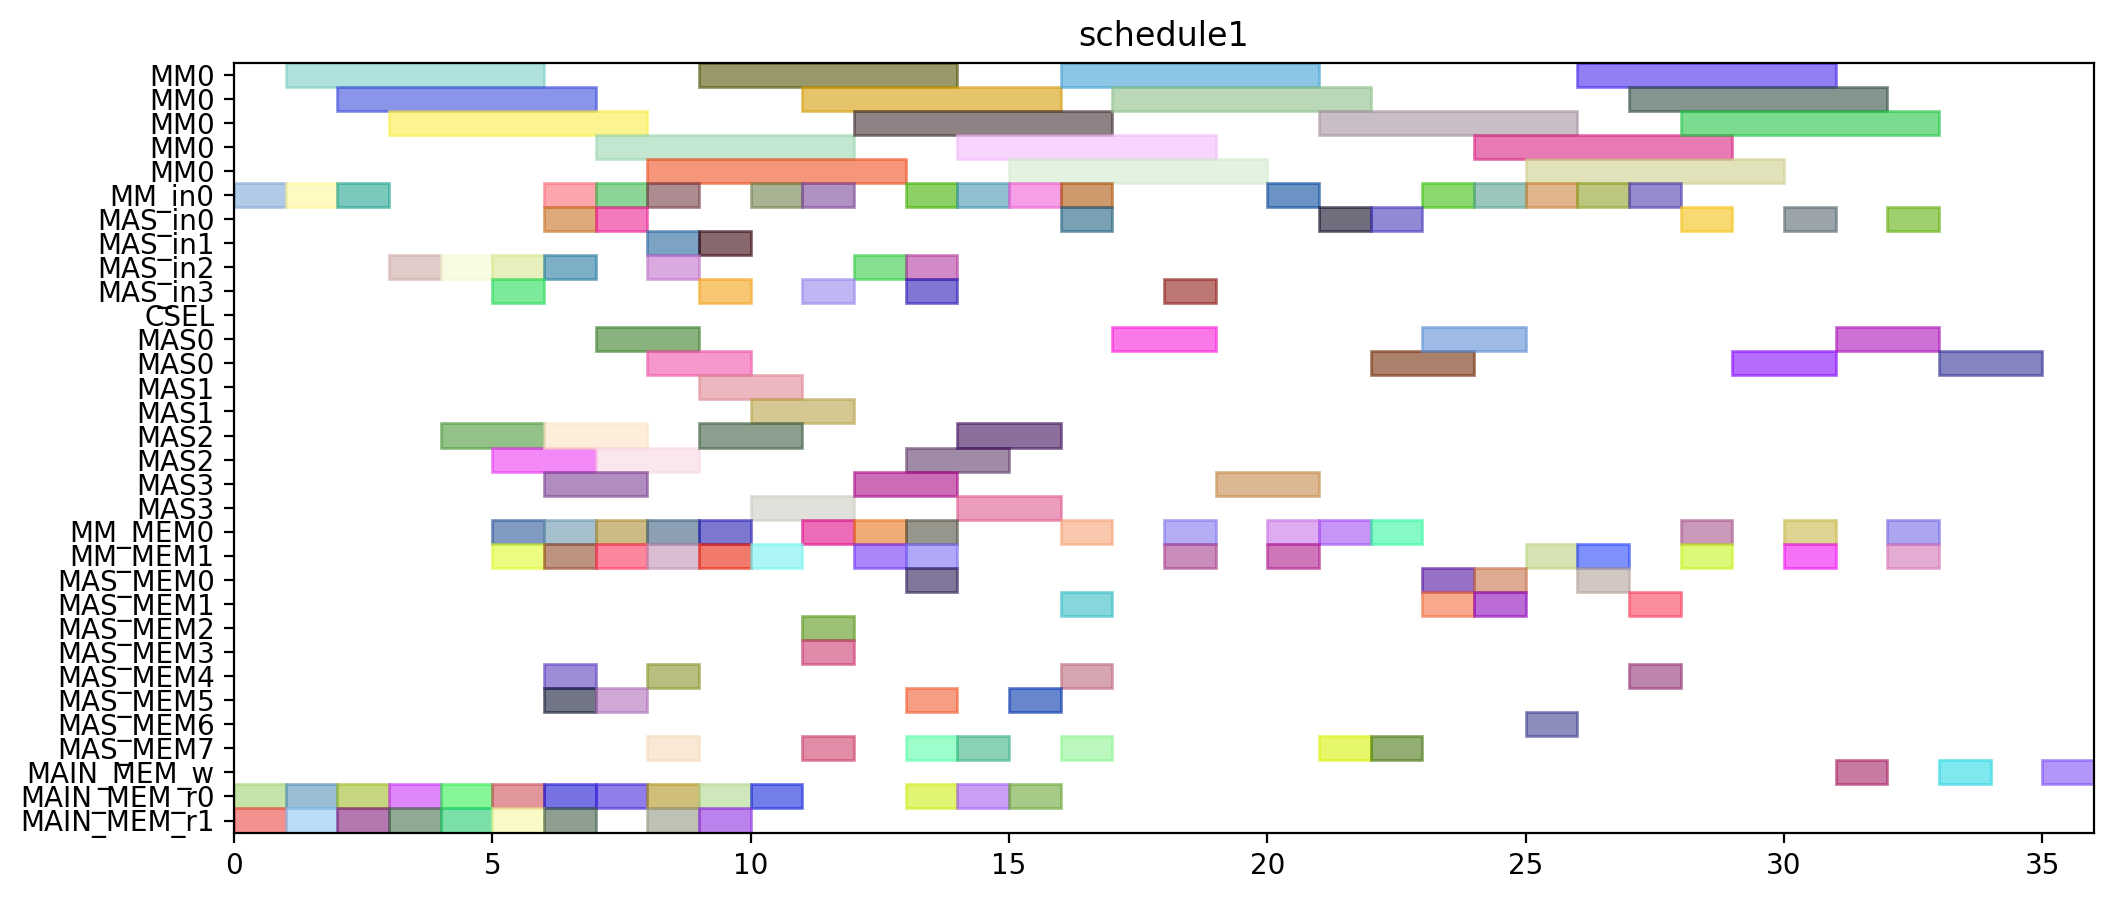 schedule1
MM0
MM0
MM0
MM0
MM0
MM_in0
MAS_in0
MAS_in1
MAS_in2
MAS_in3
CSEL
MAS0
MAS0
MAS1
MAS1
MAS2
MAS2
MAS3
MAS3
MM_MEM0
MM_MEM1
MAS_MEM0
MAS_MEM1
MAS_MEM2
MAS_MEM3
MAS_MEM4
MAS_MEM5
MAS_MEM6
MAS_MEM7
MAIN_MEM_w
MAIN_MEM_r0
MAIN_MEM_r1
0 5 10 15 20 25 30 35